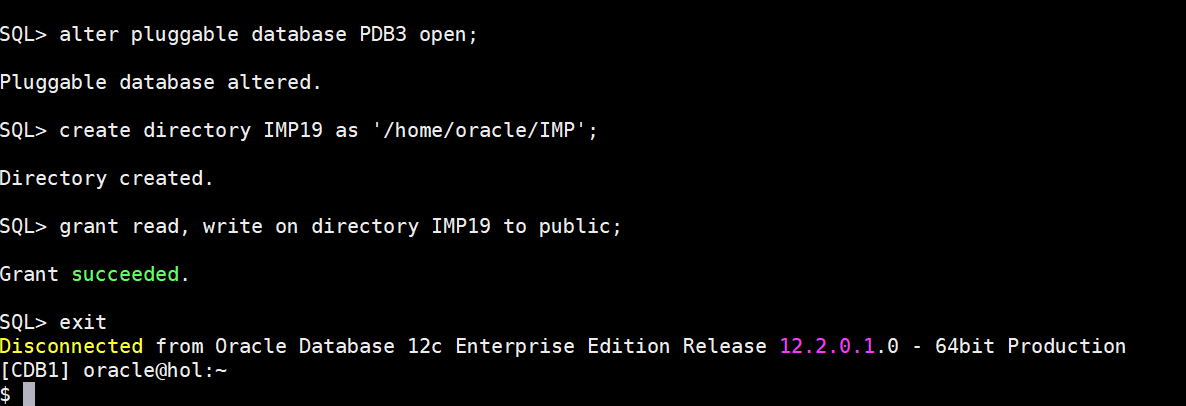 SQL> alter pluggable database PDB3 open;
Pluggable database altered.
SQL> create directory IMP19 as '/home/oracle/IMP';
Directory created.
SQL> grant read, write on directory IMP19 to public;
Grant succeeded.
SQL> exit
Disconnected from Oracle Database 12c Enterprise Edition Release 12.2.0.1.0 - 64bit Production
[CDB1] oracle@hol:~
$